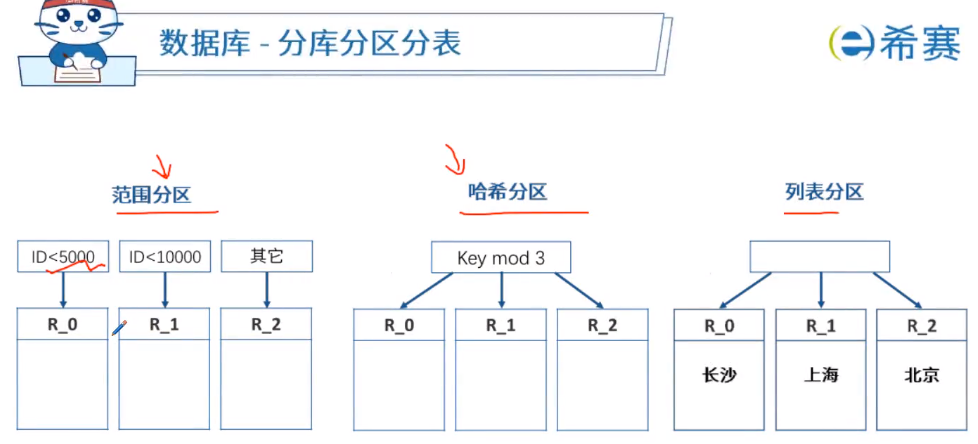 数据库 - 分库分区分表
希赛
范围分区
哈希分区
列表分区
ID<5000
ID<10000
其它
Key mod 3
R_0
R_1
R_2
R_0
R_1
R_2
R_0
R_1
R_2
长沙
上海
北京